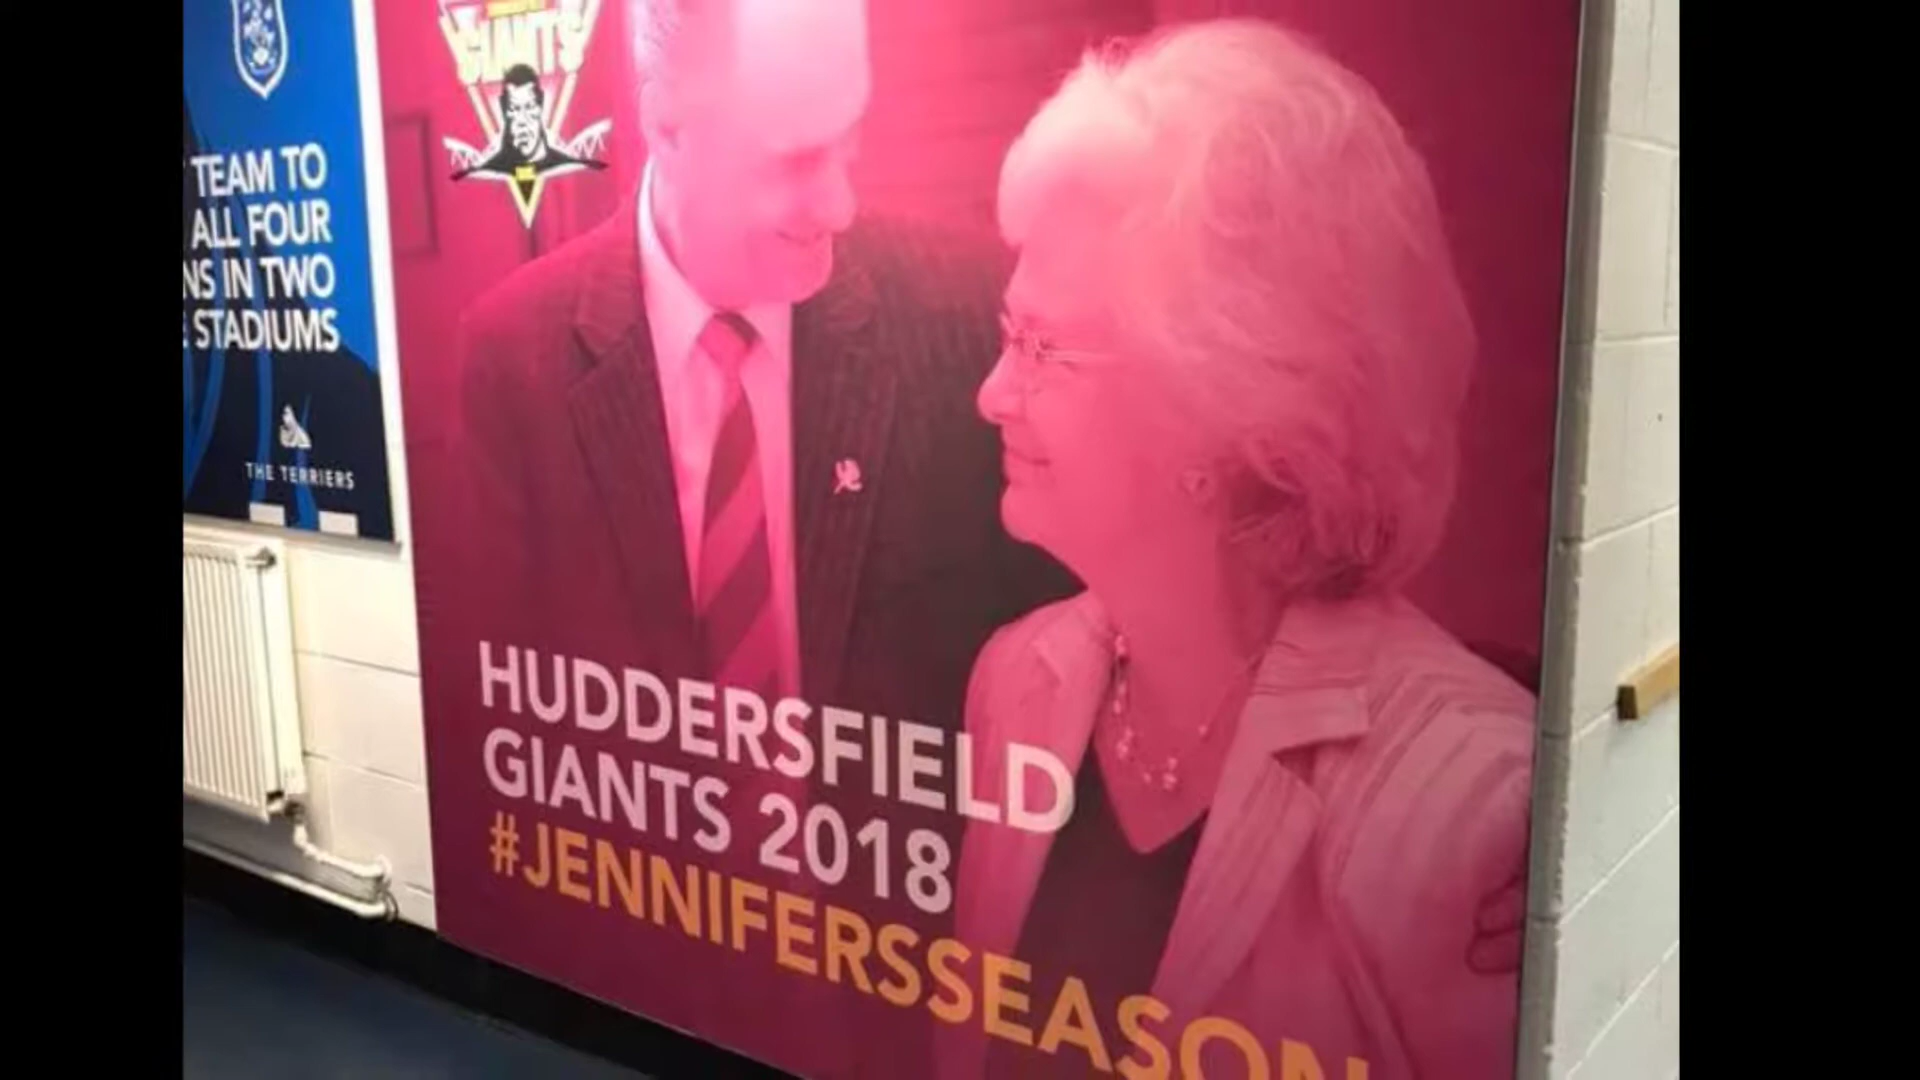 TEAM TO
ALL FOUR
NS IN TWO
STADIUMS
THE TERRIERS
GIANTS
HUDDERSFIELD
GIANTS 2018
#JENNIFERSSEASON